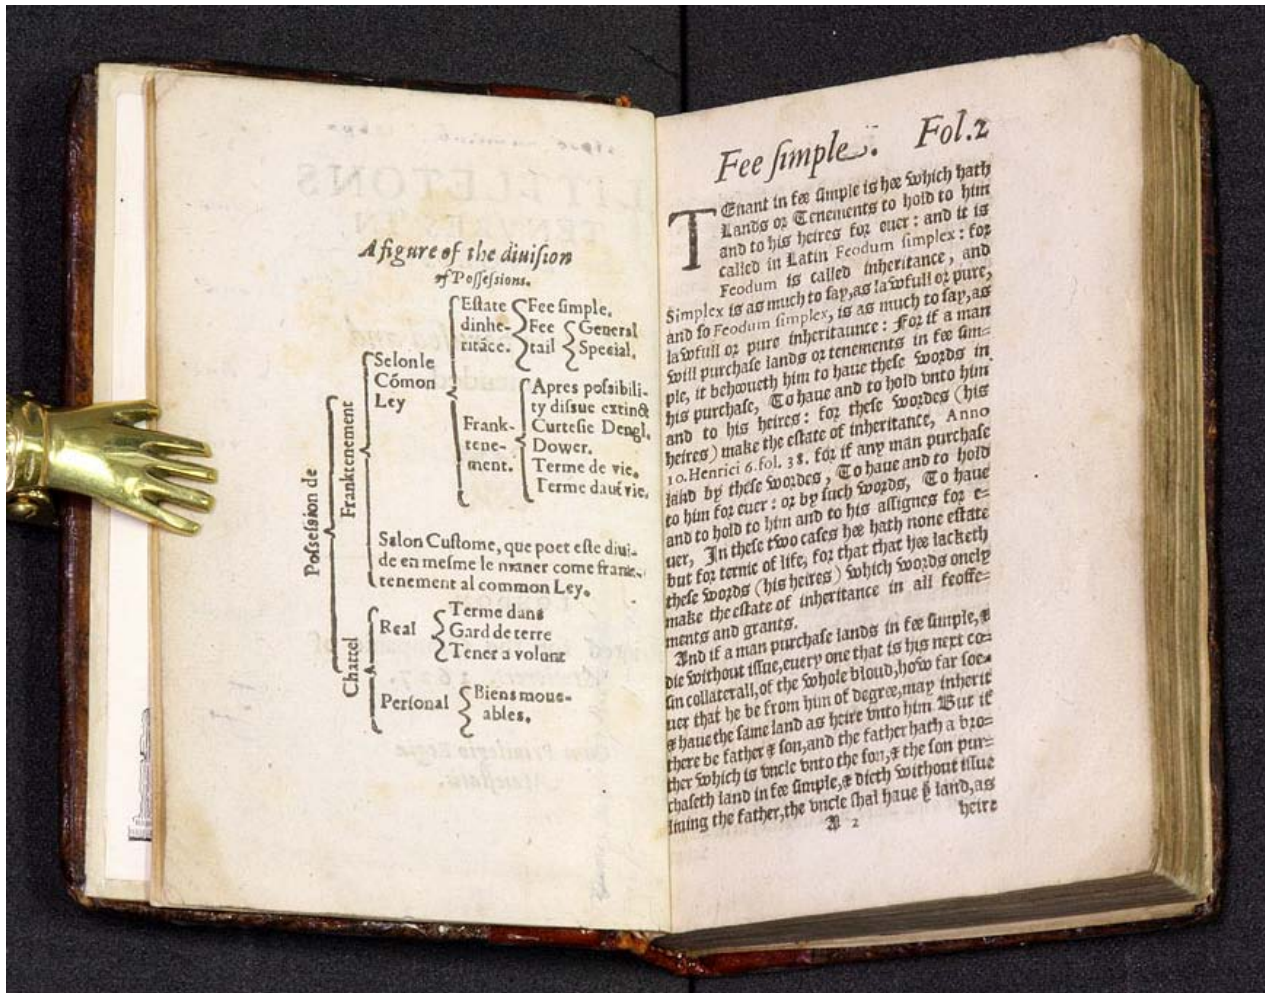 A figure of the diuision
of Possessions.
Possession de
Franktenement
Selon le
Cõmon
Ley
Estate
dinhe-
ritãce.
Fee simple.
Fee
tail
General
Special.
Frank-
tene-
ment.
Apres possibili-
ty dissue extinct
Curtesie Dengl.
Dower.
Terme de vie.
Terme dauẽ vie.
Salon Custome, que poet este diui-
de en mesme le maner come frank-
tenement al common Ley.
Chattel
Real
Terme dans
Gard de terre
Tener a volunt
Personal
Biens moue-
ables.
Fee simple. Fol.2
TEnant in fee simple is hee which hath
Lands or Tenements to hold to him
and to his heires for euer : and it is
called in Latin Feodum simplex : for
Feodum is called inheritance, and
Simplex is as much to say, as lawfull or pure,
and so Feodum simplex, is as much to say, as
lawfull or pure inheritaunce : For if a man
will purchase lands or tenements in fee sim-
ple, it behoueth him to haue these words in
his purchase, To haue and to hold vnto him
and to his heires : for these wordes (his
heires) make the estate of inheritance, Anno
10. Henrici 6. fol. 38. for if any man purchase
land by these wordes, To haue and to hold
to him for euer : or by such words, To haue
and to hold to him and to his assignes for e-
uer, In these two cases hee hath none estate
but for terme of life, for that that hee lacketh
these words (his heires) which words onely
make the estate of inheritance in all feoffe-
ments and grants.
And if a man purchase lands in fee simple, &
die without issue, euery one that is his next co-
sin collaterall, of the whole bloud, how far soe-
uer that he be from him of degree, may inherit
& haue the same land as heire vnto him But if
there be father & son, and the father hath a bro-
ther which is vncle vnto the son, & the son pur-
chaseth land in fee simple, & dieth without issue
liuing the father, the vncle shal haue yͤ land, as
A 2 heire